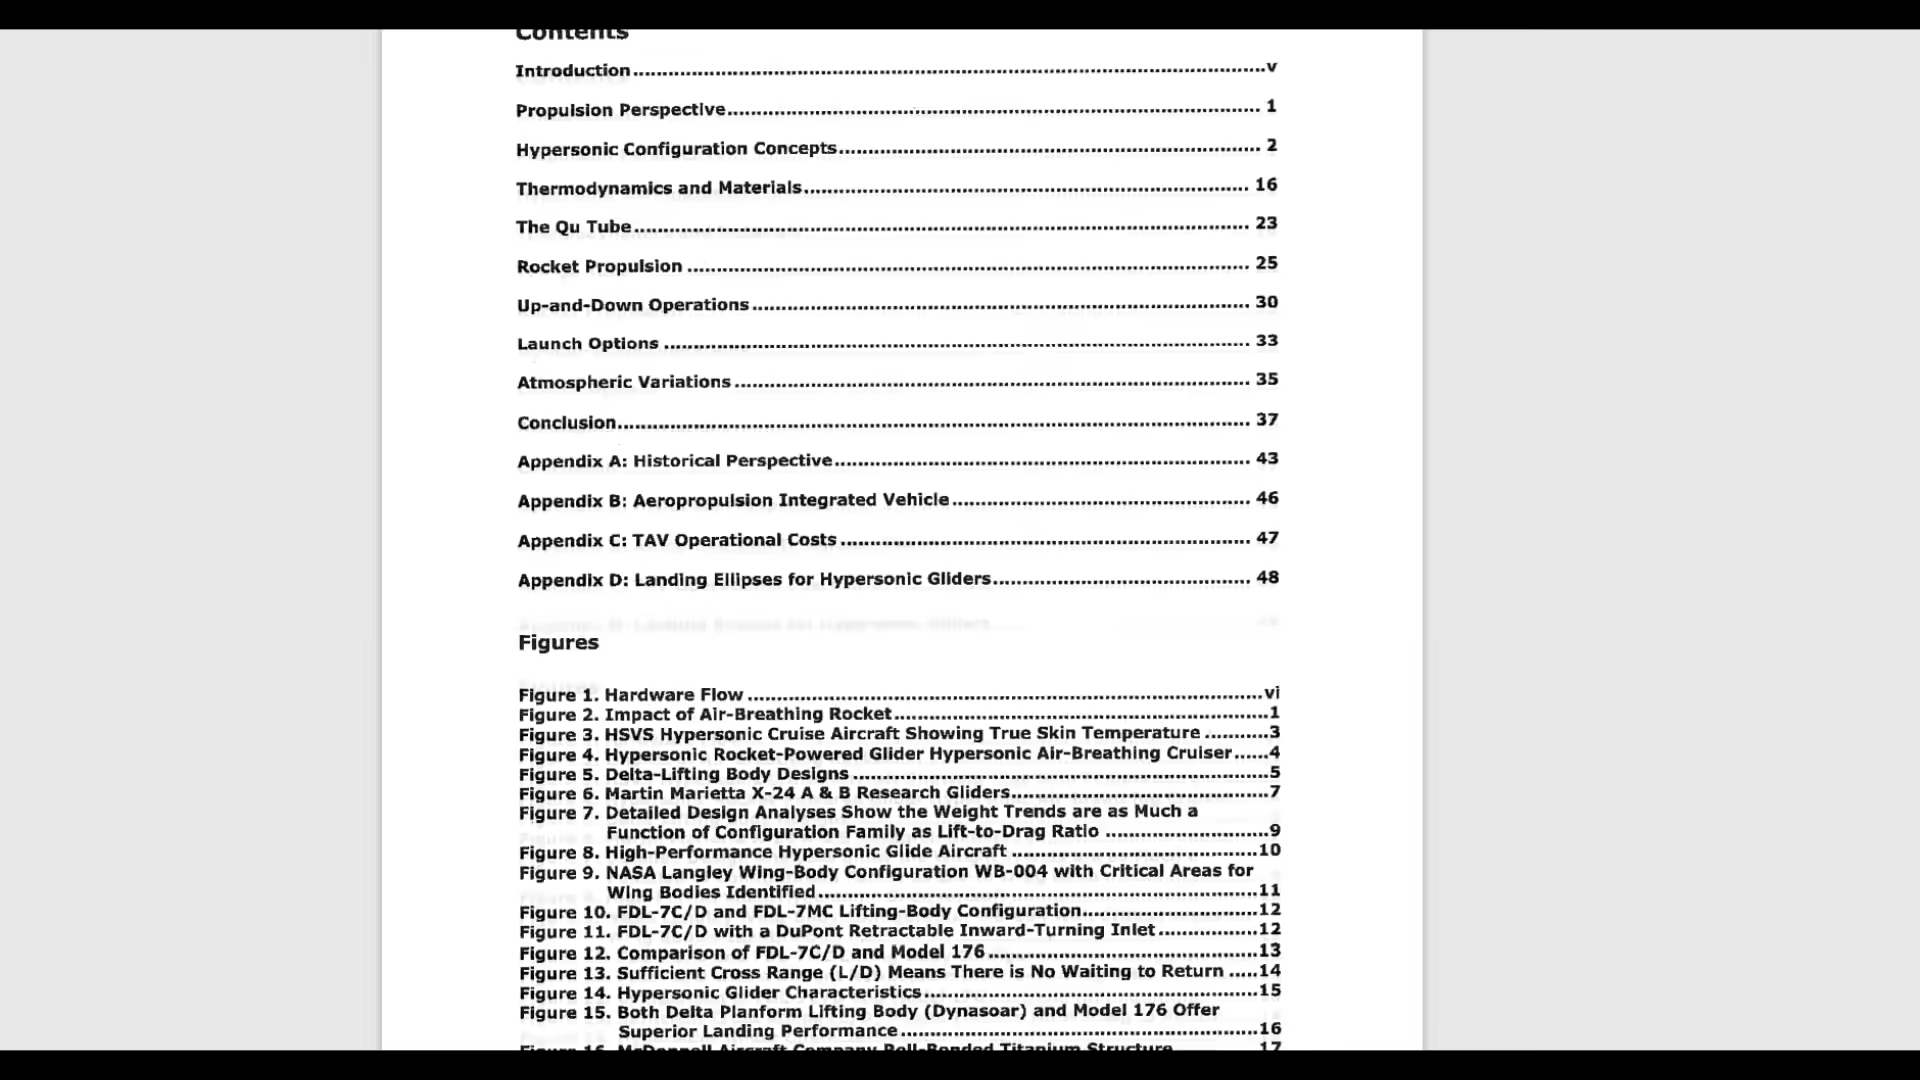 Contents
Introduction..........v
Propulsion Perspective.......... 1
Hypersonic Configuration Concepts.......... 2
Thermodynamics and Materials.......... 16
The Qu Tube.......... 23
Rocket Propulsion .......... 25
Up-and-Down Operations.......... 30
Launch Options .......... 33
Atmospheric Variations.......... 35
Conclusion.......... 37
Appendix A: Historical Perspective.......... 43
Appendix B: Aeropropulsion Integrated Vehicle.......... 46
Appendix C: TAV Operational Costs.......... 47
Appendix D: Landing Ellipses for Hypersonic Gliders.......... 48
Figures
Figure 1. Hardware Flow ..........vi
Figure 2. Impact of Air-Breathing Rocket..........1
Figure 3. HSVS Hypersonic Cruise Aircraft Showing True Skin Temperature ..........3
Figure 4. Hypersonic Rocket-Powered Glider Hypersonic Air-Breathing Cruiser......4
Figure 5. Delta-Lifting Body Designs ..........5
Figure 6. Martin Marietta X-24 A & B Research Gliders..........7
Figure 7. Detailed Design Analyses Show the Weight Trends are as Much a
Function of Configuration Family as Lift-to-Drag Ratio ..........9
Figure 8. High-Performance Hypersonic Glide Aircraft ..........10
Figure 9. NASA Langley Wing-Body Configuration WB-004 with Critical Areas for
Wing Bodies Identified..........11
Figure 10. FDL-7C/D and FDL-7MC Lifting-Body Configuration..........12
Figure 11. FDL-7C/D with a DuPont Retractable Inward-Turning Inlet..........12
Figure 12. Comparison of FDL-7C/D and Model 176..........13
Figure 13. Sufficient Cross Range (L/D) Means There is No Waiting to Return .....14
Figure 14. Hypersonic Glider Characteristics..........15
Figure 15. Both Delta Planform Lifting Body (Dynasoar) and Model 176 Offer
Superior Landing Performance..........16
Figure 16. McDonnell Aircraft Company Roll-Bonded Titanium Structure..........17